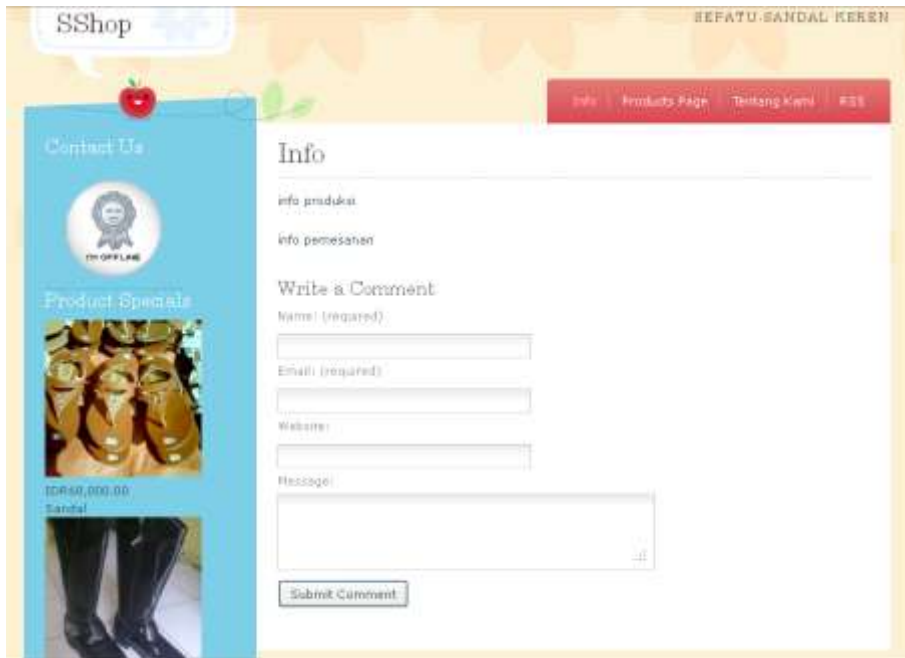 SShop
SEPATU-SANDAL KEREN
Info
Products Page
Tentang Kami
RSS
Contact Us
I'M OFFLINE
Product Specials
IDR60,000.00
Sandal
Info
info produksi
info pemesanan
Write a Comment
Name: (required)
Email: (required)
Website:
Message:
Submit Comment